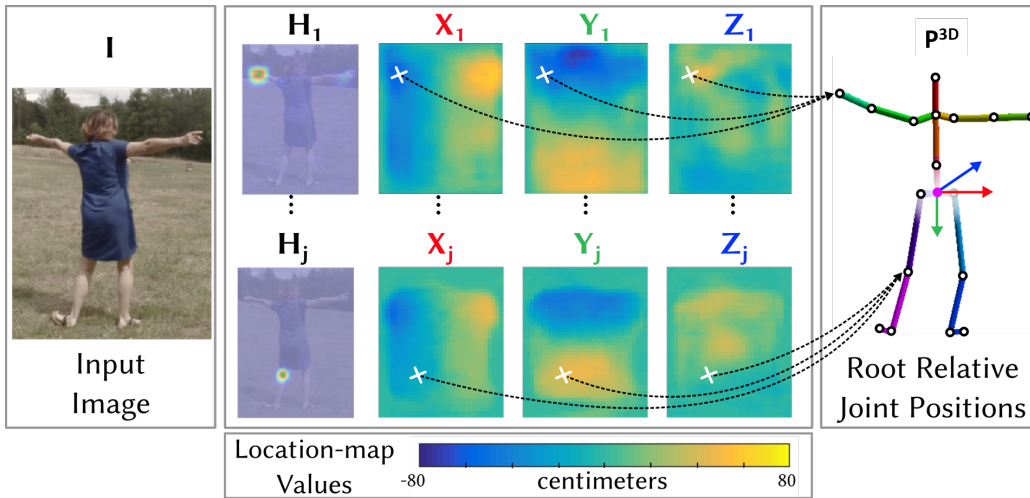 I
Input
Image
H₁ X₁ Y₁ Z₁
Hⱼ Xⱼ Yⱼ Zⱼ
P³ᴰ
Root Relative
Joint Positions
Location-map
Values
-80 centimeters 80